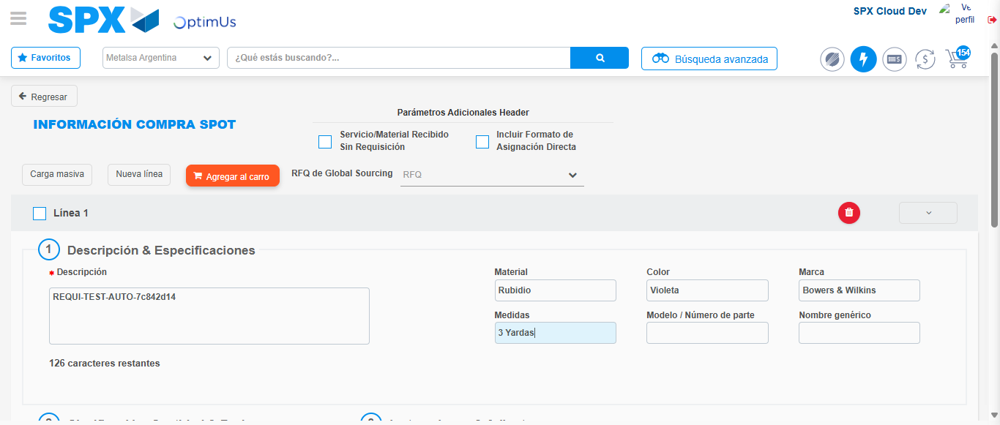 SPX
OptimUs
SPX Cloud Dev
perfil
Favoritos
Metalsa Argentina
¿Qué estás buscando?...
Búsqueda avanzada
154
Regresar
INFORMACIÓN COMPRA SPOT
Parámetros Adicionales Header
Servicio/Material Recibido
Sin Requisición
Incluir Formato de
Asignación Directa
Carga masiva
Nueva línea
Agregar al carro
RFQ de Global Sourcing
RFQ
Línea 1
1
Descripción & Especificaciones
* Descripción
Material
Color
Marca
REQUI-TEST-AUTO-7c842d14
Rubidio
Violeta
Bowers & Wilkins
Medidas
Modelo / Número de parte
Nombre genérico
3 Yardas
126 caracteres restantes